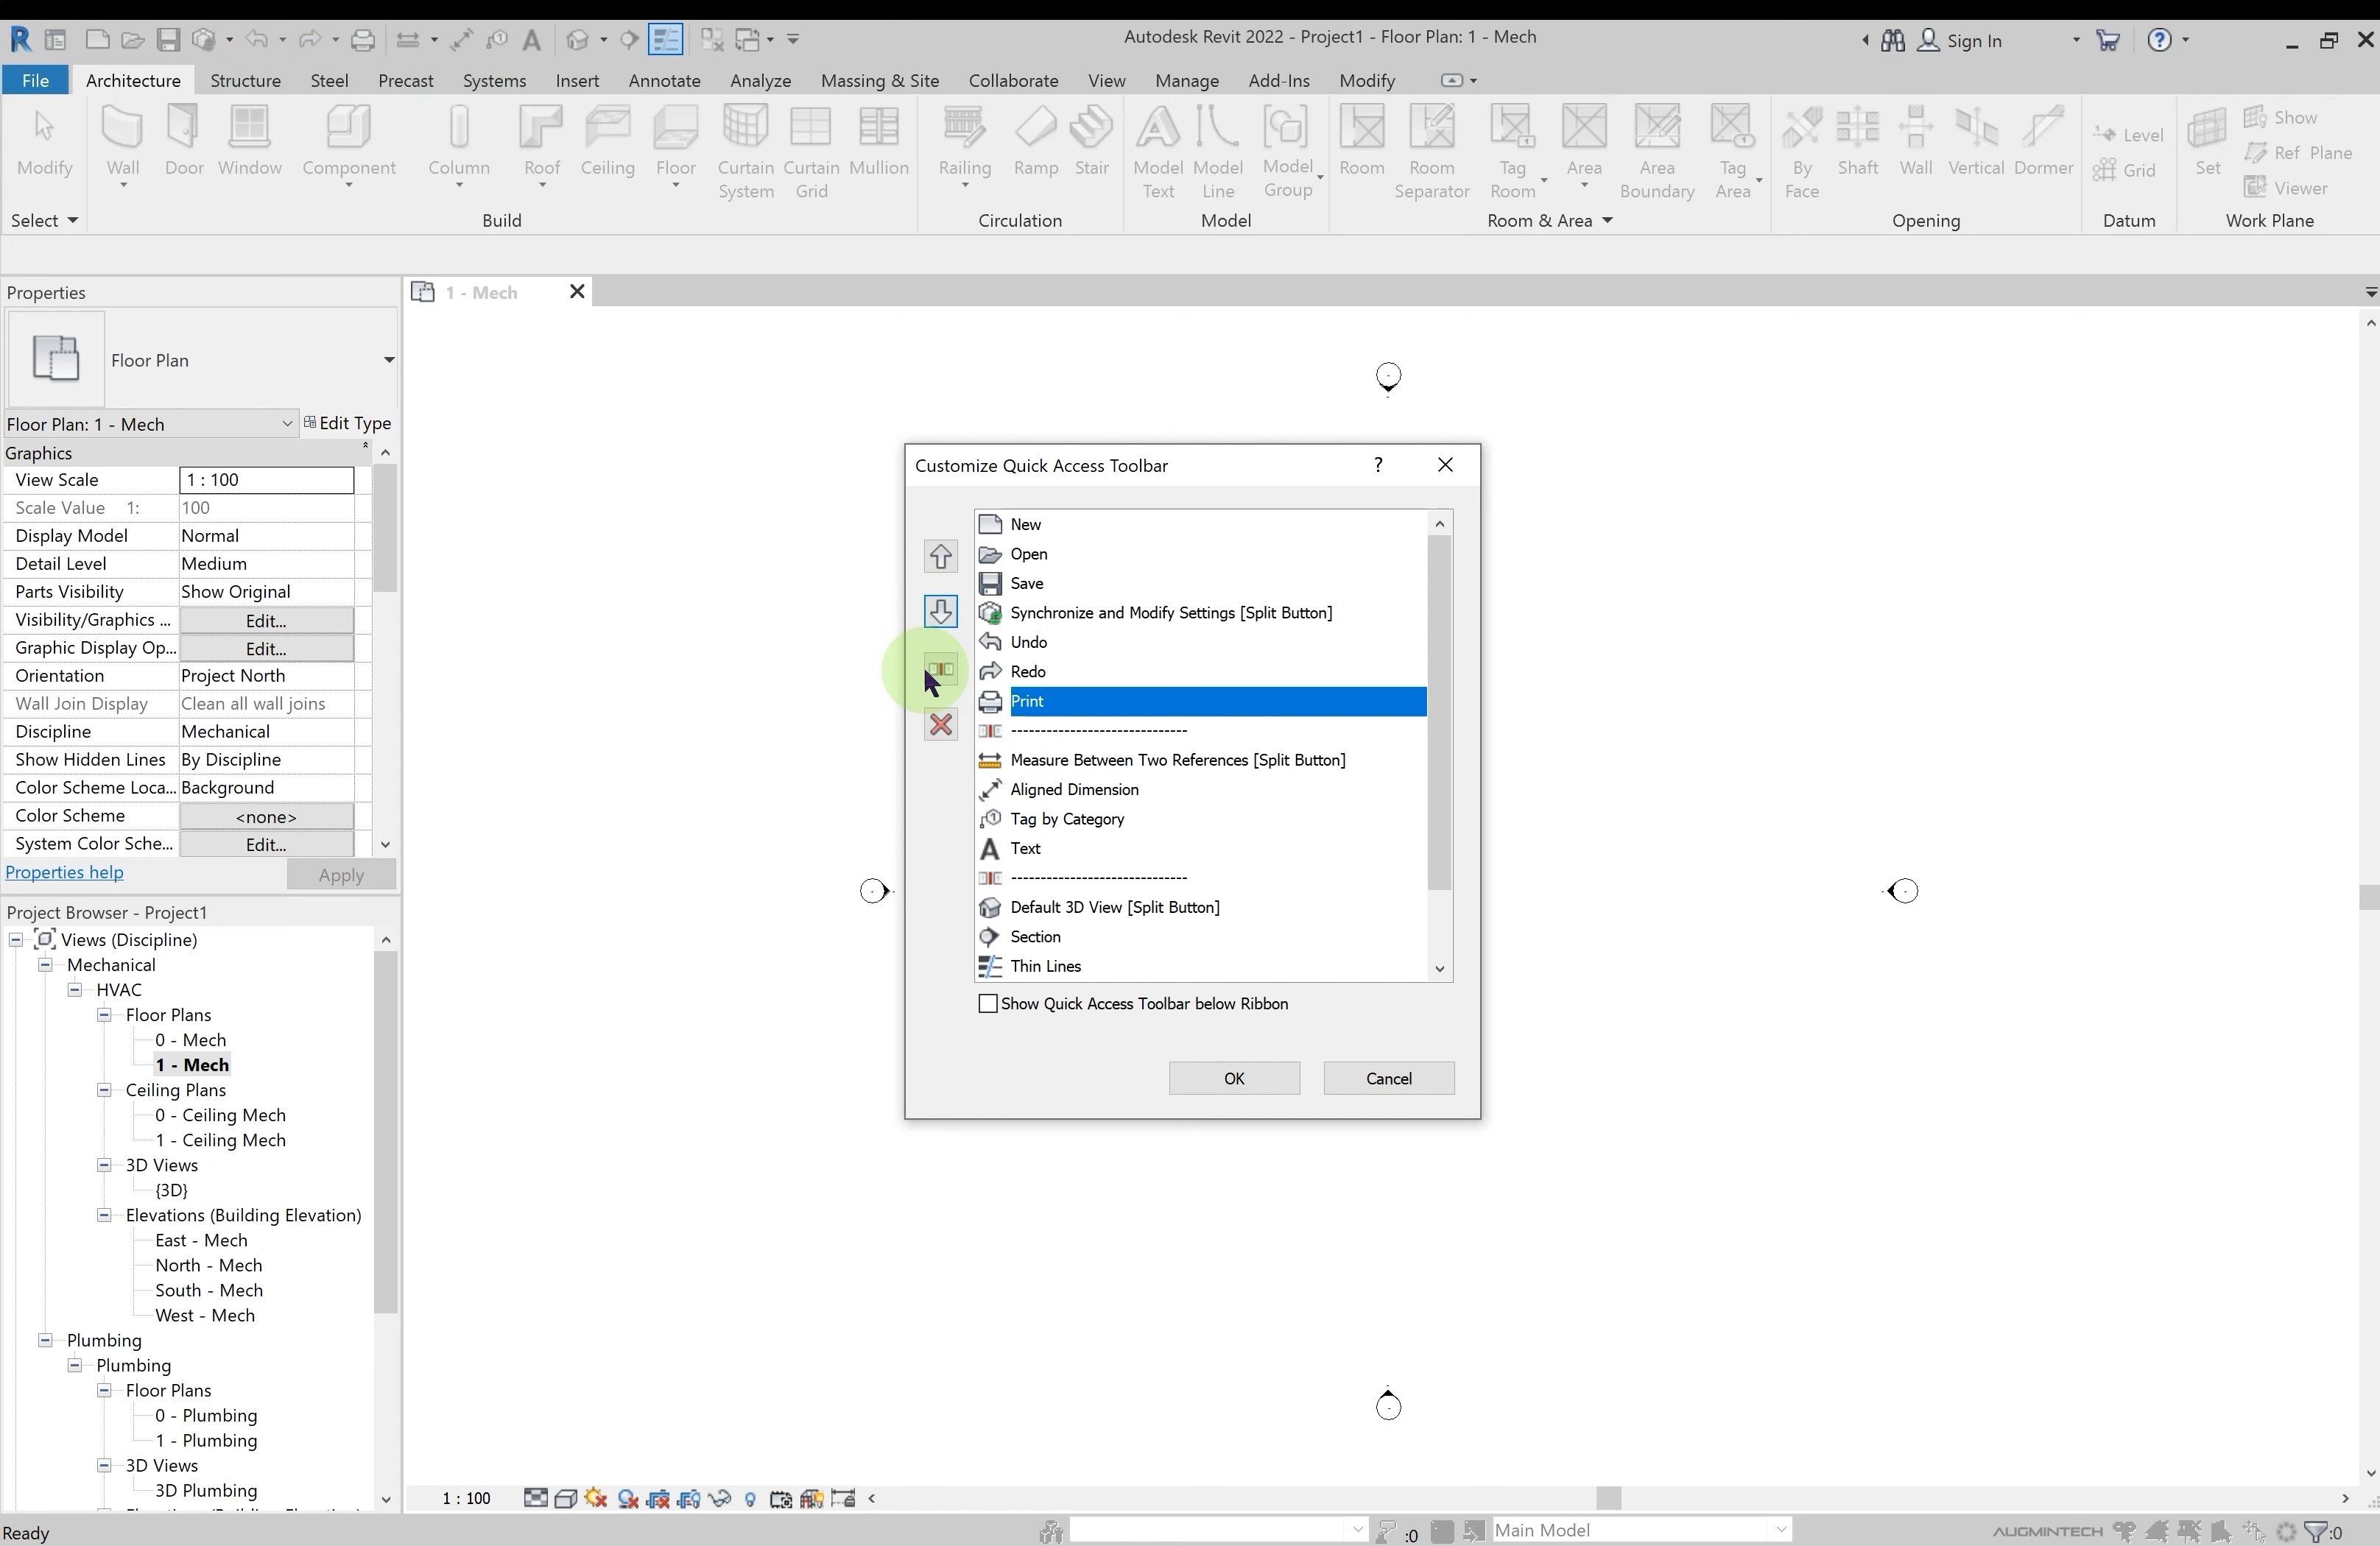 Autodesk Revit 2022 - Project1 - Floor Plan: 1 - Mech
Sign In
File Architecture Structure Steel Precast Systems Insert Annotate Analyze Massing & Site Collaborate View Manage Add-Ins Modify
Modify Wall Door Window Component Column Roof Ceiling Floor Curtain System Curtain Grid Mullion Railing Ramp Stair Model Text Model Line Model Group Room Room Separator Tag Room Area Area Boundary Tag Area By Face Shaft Wall Vertical Dormer Level Grid Set Show Ref Plane Viewer
Select Build Circulation Model Room & Area Opening Datum Work Plane
Properties
1 - Mech
Floor Plan
Floor Plan: 1 - Mech Edit Type
Graphics
View Scale 1 : 100
Scale Value 1: 100
Display Model Normal
Detail Level Medium
Parts Visibility Show Original
Visibility/Graphics ... Edit...
Graphic Display Op... Edit...
Orientation Project North
Wall Join Display Clean all wall joins
Discipline Mechanical
Show Hidden Lines By Discipline
Color Scheme Loca... Background
Color Scheme <none>
System Color Sche... Edit...
Properties help Apply
Project Browser - Project1
Views (Discipline)
Mechanical
HVAC
Floor Plans
0 - Mech
1 - Mech
Ceiling Plans
0 - Ceiling Mech
1 - Ceiling Mech
3D Views
{3D}
Elevations (Building Elevation)
East - Mech
North - Mech
South - Mech
West - Mech
Plumbing
Plumbing
Floor Plans
0 - Plumbing
1 - Plumbing
3D Views
3D Plumbing
Customize Quick Access Toolbar
New
Open
Save
Synchronize and Modify Settings [Split Button]
Undo
Redo
Print
------------------------------
Measure Between Two References [Split Button]
Aligned Dimension
Tag by Category
Text
------------------------------
Default 3D View [Split Button]
Section
Thin Lines
Show Quick Access Toolbar below Ribbon
OK Cancel
1 : 100
Ready
:0
Main Model
AUGMINTECH
:0